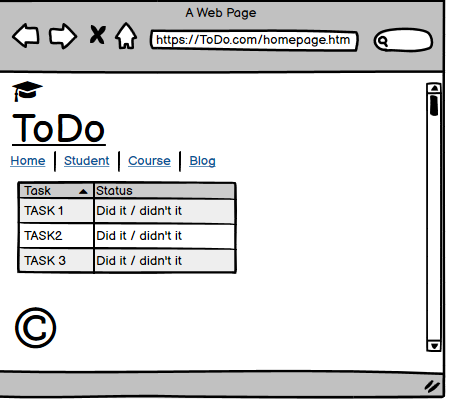 A Web Page
https://ToDo.com/homepage.htm
ToDo
Home | Student | Course | Blog
Task Status
TASK 1 Did it / didn't it
TASK2 Did it / didn't it
TASK 3 Did it / didn't it
©